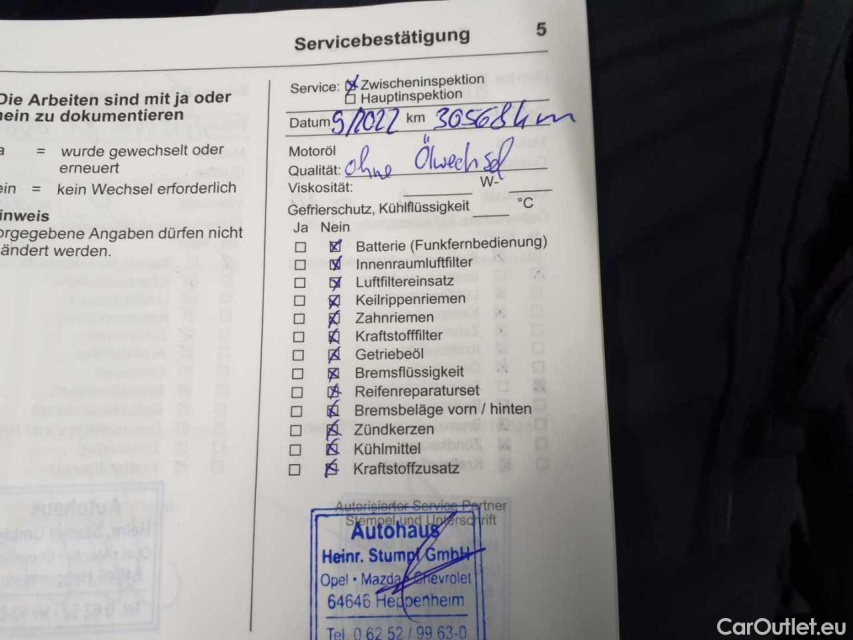 Servicebestätigung 5
Die Arbeiten sind mit ja oder
nein zu dokumentieren
a = wurde gewechselt oder
erneuert
ein = kein Wechsel erforderlich
inweis
orgegebene Angaben dürfen nicht
ändert werden.
Service: Zwischeninspektion
Hauptinspektion
Datum 9/2022 km 30568 km
Motoröl
Qualität: ohne Ölwechsel
Viskosität: W-
Gefrierschutz, Kühlflüssigkeit °C
Ja Nein
Batterie (Funkfernbedienung)
Innenraumluftfilter
Luftfiltereinsatz
Keilrippenriemen
Zahnriemen
Kraftstofffilter
Getriebeöl
Bremsflüssigkeit
Reifenreparaturset
Bremsbeläge vorn / hinten
Zündkerzen
Kühlmittel
Kraftstoffzusatz
Autorisierter Service Partner
Stempel und Unterschrift
Autohaus
Heinr. Stumpf GmbH
Opel • Mazda Chevrolet
64646 Heppenheim
Tel. 0 62 52 / 99 63-0
CarOutlet.eu